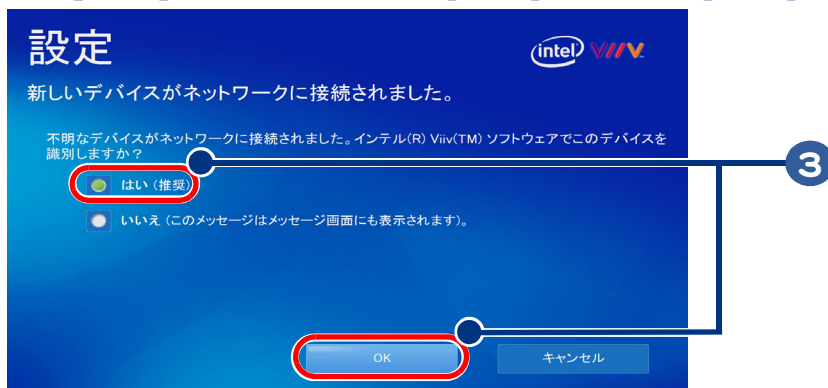 設定
intel VIIV
新しいデバイスがネットワークに接続されました。
不明なデバイスがネットワークに接続されました。インテル(R) Viiv(TM) ソフトウェアでこのデバイスを
識別しますか？
はい (推奨)
3
いいえ (このメッセージはメッセージ画面にも表示されます)。
OK
キャンセル